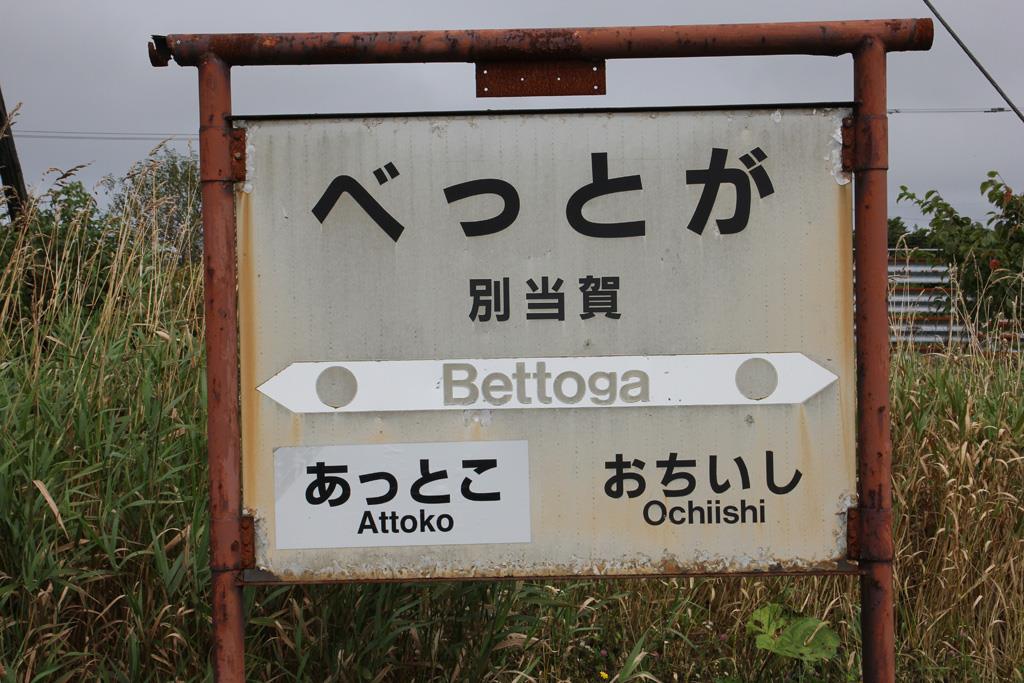 べっとが
別当賀
Bettoga
あっとこ
Attoko
おちいし
Ochiishi